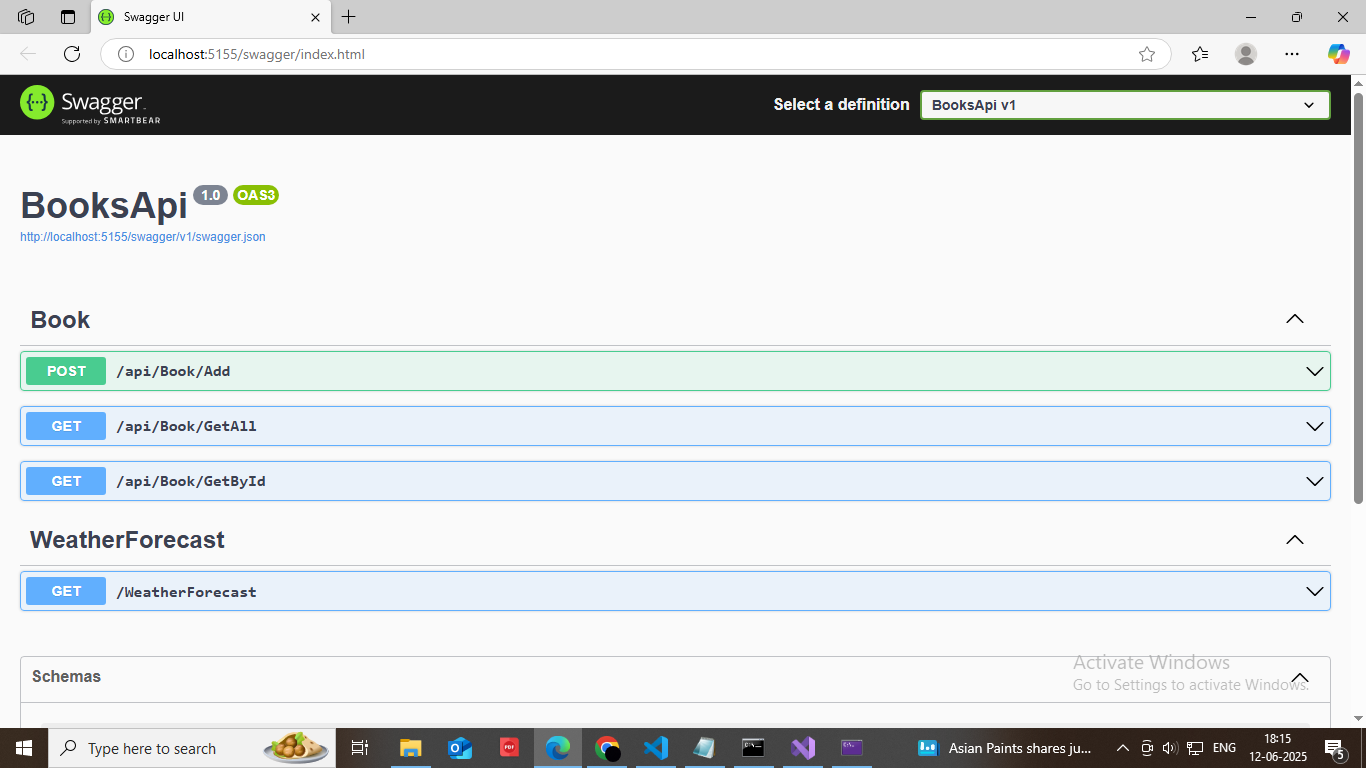 Swagger UI
localhost:5155/swagger/index.html
Swagger
Supported by SMARTBEAR
Select a definition
BooksApi v1
BooksApi 1.0 OAS3
http://localhost:5155/swagger/v1/swagger.json
Book
POST /api/Book/Add
GET /api/Book/GetAll
GET /api/Book/GetById
WeatherForecast
GET /WeatherForecast
Schemas
Activate Windows
Go to Settings to activate Windows.
Type here to search
PDF
Asian Paints shares ju...
ENG
18:15
12-06-2025
5